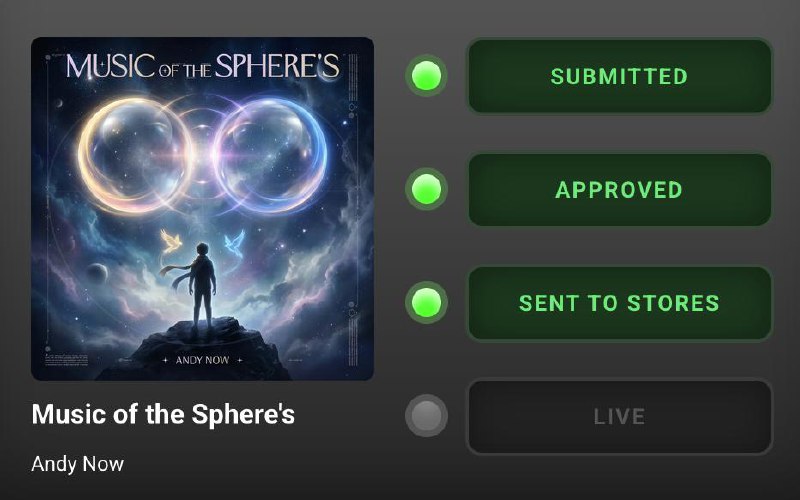 MUSIC OF THE SPHERE'S
ANDY NOW
Music of the Sphere's
Andy Now
SUBMITTED
APPROVED
SENT TO STORES
LIVE